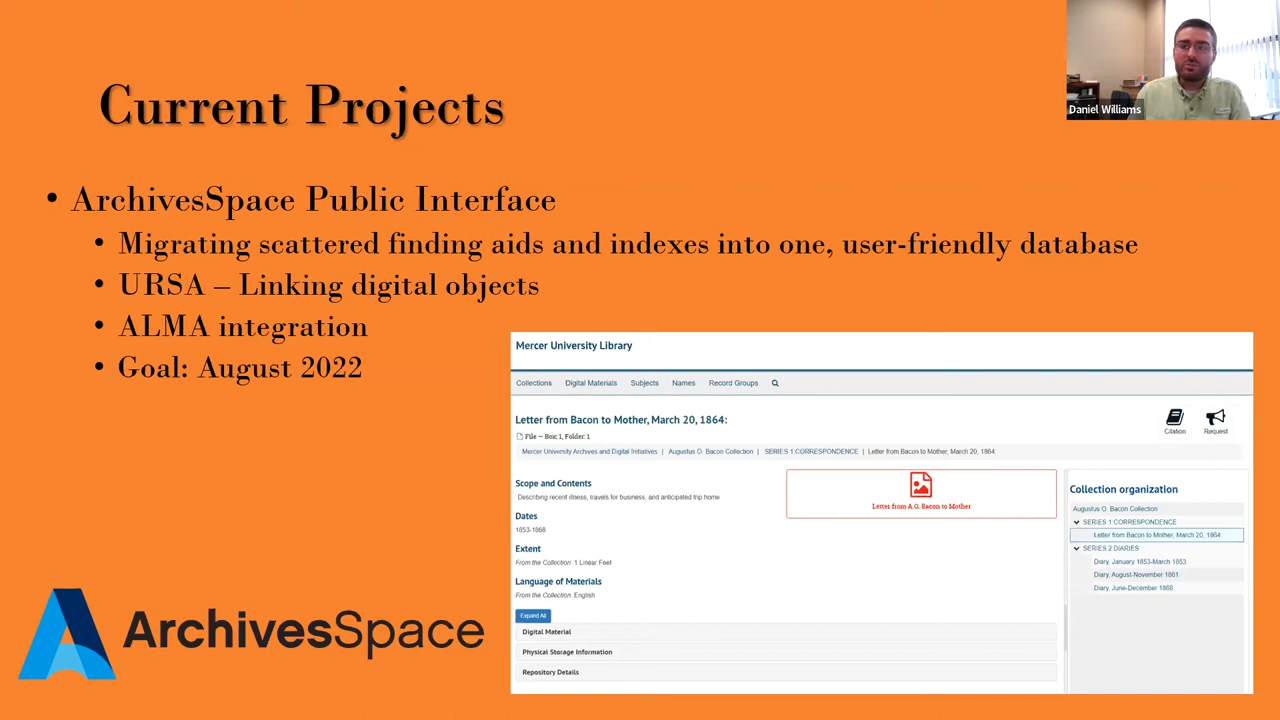 Current Projects
Daniel Williams
• ArchivesSpace Public Interface
• Migrating scattered finding aids and indexes into one, user-friendly database
• URSA – Linking digital objects
• ALMA integration
• Goal: August 2022
Mercer University Library
Collections Digital Materials Subjects Names Record Groups
Letter from Bacon to Mother, March 20, 1864:
File — Box: 1, Folder: 1
Citation Request
Mercer University Archives and Digital Initiatives | Augustus O. Bacon Collection | SERIES 1:CORRESPONDENCE | Letter from Bacon to Mother, March 20, 1864:
Scope and Contents
Describing recent illness, travels for business, and anticipated trip home
Dates
1853-1868
Extent
From the Collection: 1 Linear Feet
Language of Materials
From the Collection: English
Expand All
Digital Material
Physical Storage Information
Repository Details
Letter from A.O. Bacon to Mother
Collection organization
Augustus O. Bacon Collection
SERIES 1:CORRESPONDENCE
Letter from Bacon to Mother, March 20, 1864
SERIES 2:DIARIES
Diary, January 1853-March 1853:
Diary, August-November 1861:
Diary, June-December 1868:
ArchivesSpace